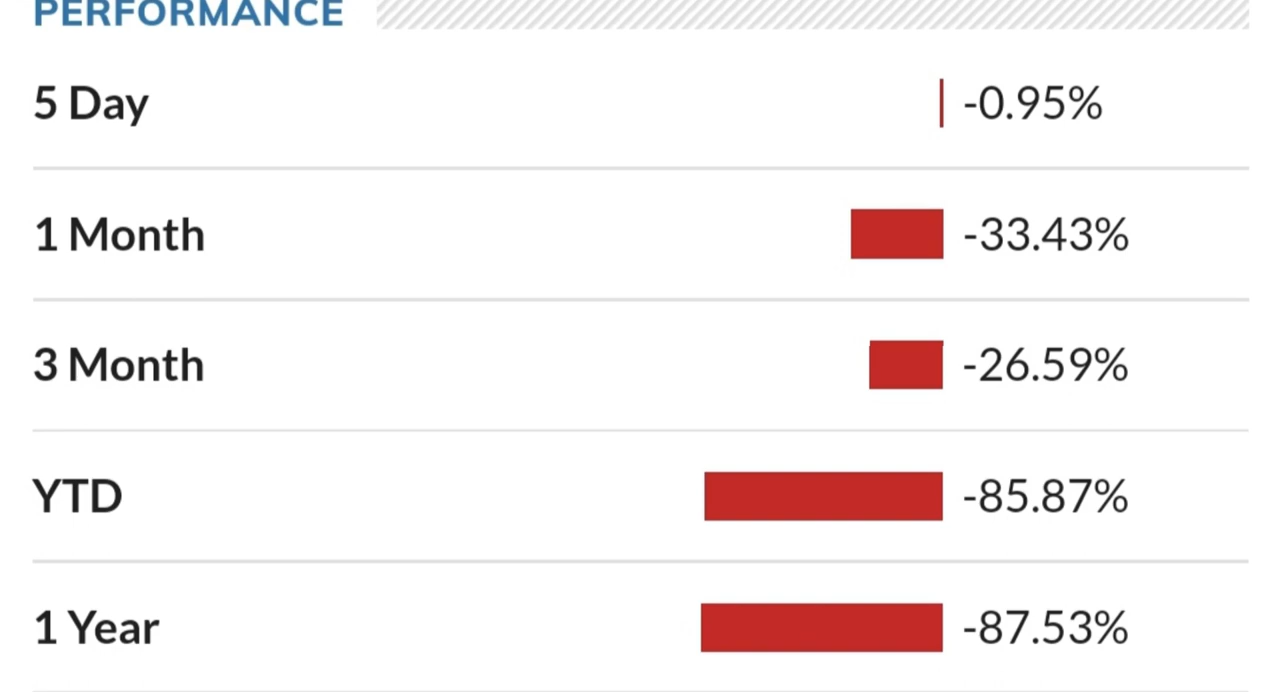 PERFORMANCE
5 Day -0.95%
1 Month -33.43%
3 Month -26.59%
YTD -85.87%
1 Year -87.53%